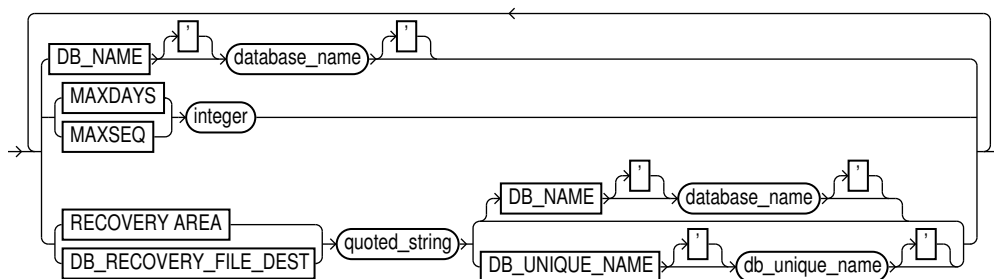 DB_NAME ' database_name '
MAXDAYS
MAXSEQ
integer
RECOVERY AREA
DB_RECOVERY_FILE_DEST
quoted_string
DB_NAME ' database_name '
DB_UNIQUE_NAME ' db_unique_name '